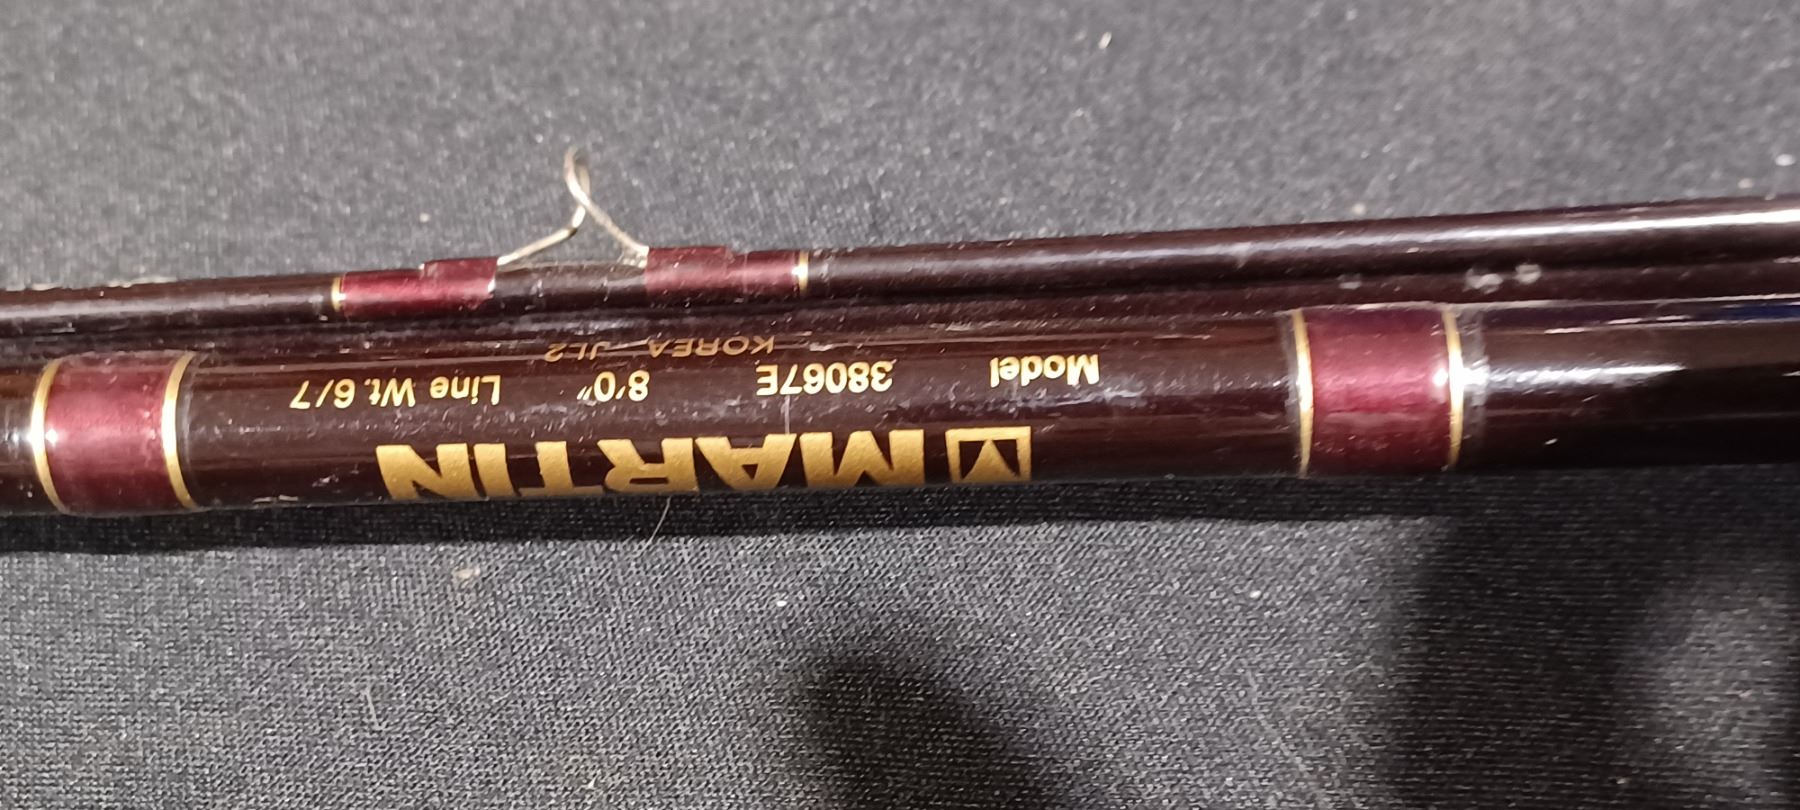 MARTIN
Model 38067E 8'0" Line Wt. 6/7
KOREA JL2